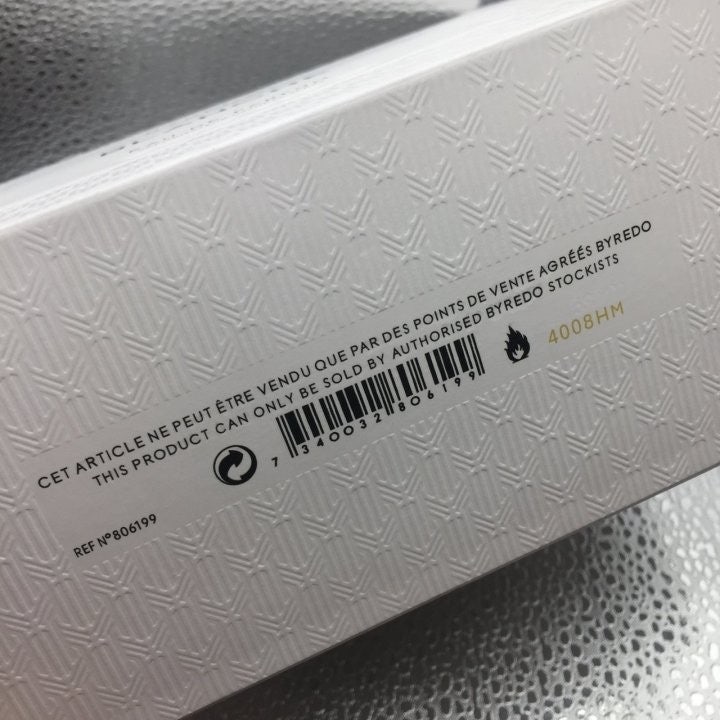 CET ARTICLE NE PEUT ÊTRE VENDU QUE PAR DES POINTS DE VENTE AGRÉÉS BYREDO
THIS PRODUCT CAN ONLY BE SOLD BY AUTHORISED BYREDO STOCKISTS
4008HM
7 340032 806199
REF N°806199